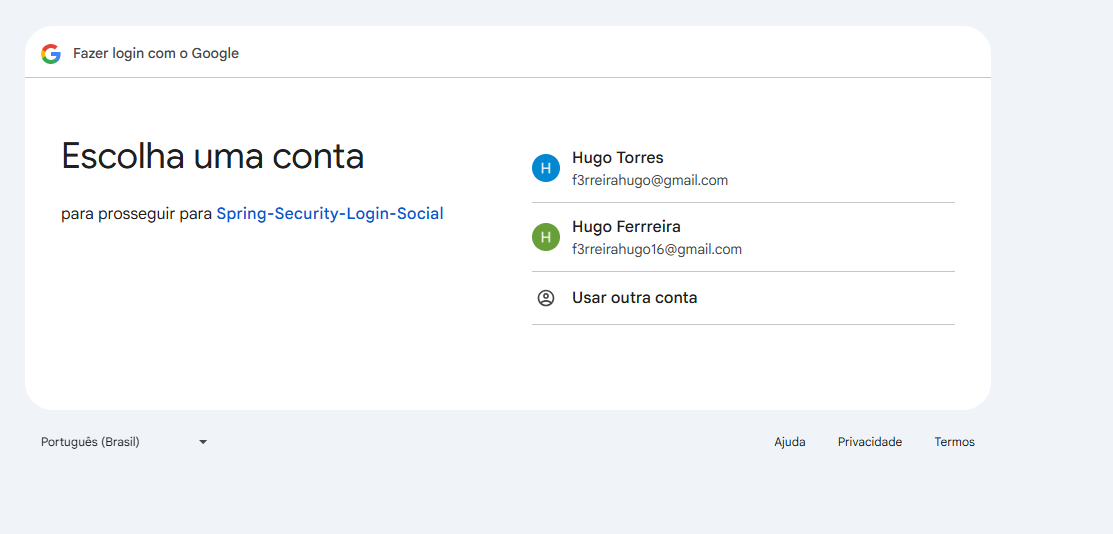 Fazer login com o Google
Escolha uma conta
para prosseguir para Spring-Security-Login-Social
H
Hugo Torres
f3rreirahugo@gmail.com
H
Hugo Ferrreira
f3rreirahugo16@gmail.com
Usar outra conta
Português (Brasil)
Ajuda Privacidade Termos